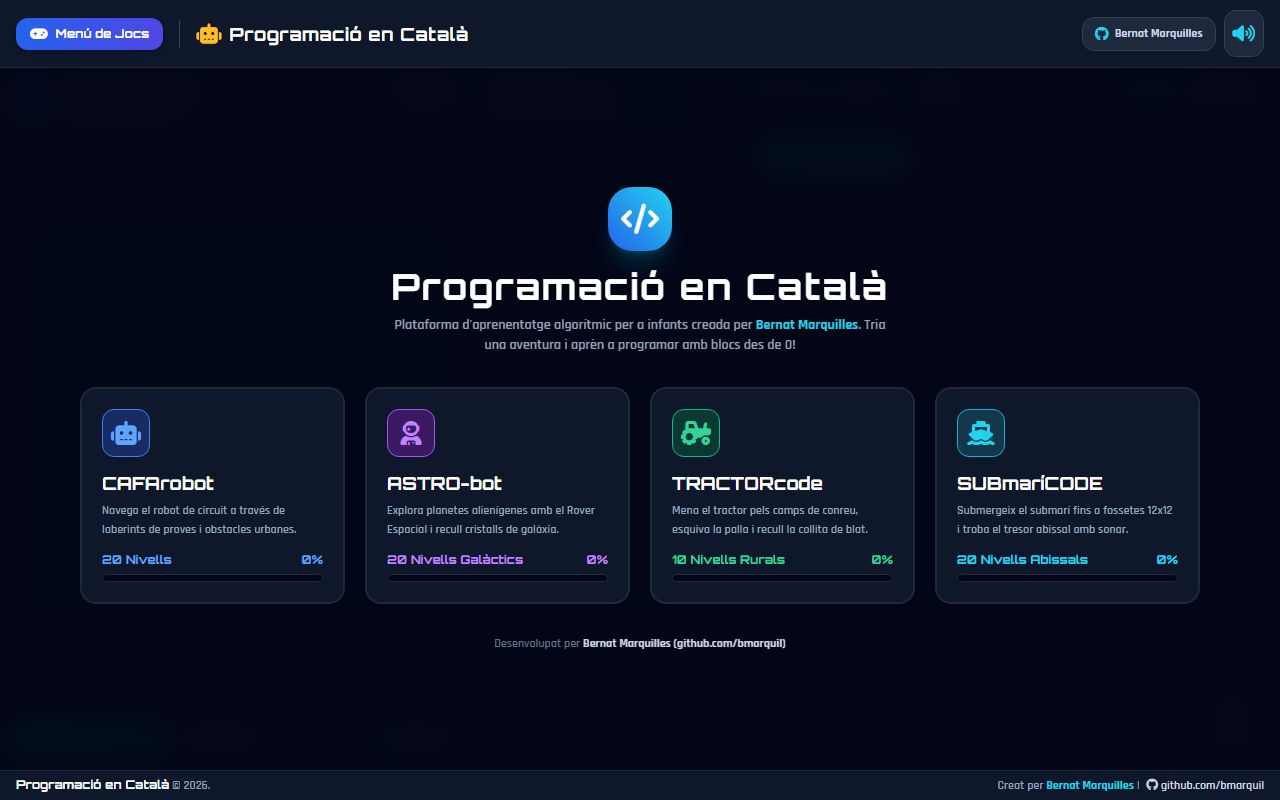 Menú de Jocs
Programació en Català
Bernat Marquilles
Programació en Català
Plataforma d'aprenentatge algorítmic per a infants creada per Bernat Marquilles. Tria
una aventura i aprèn a programar amb blocs des de 0!
CAFArobot
Navega el robot de circuit a través de
laberints de proves i obstacles urbanes.
20 Nivells 0%
ASTRO-bot
Explora planetes alienígenes amb el Rover
Espacial i recull cristalls de galàxia.
20 Nivells Galàctics 0%
TRACTORcode
Mena el tractor pels camps de conreu,
esquiva la palla i recull la collita de blat.
10 Nivells Rurals 0%
SUBmaríCODE
Submergeix el submarí fins a fossetes 12x12
i troba el tresor abissal amb sonar.
20 Nivells Abissals 0%
Desenvolupat per Bernat Marquilles (github.com/bmarquil)
Programació en Català © 2026.
Creat per Bernat Marquilles | github.com/bmarquil